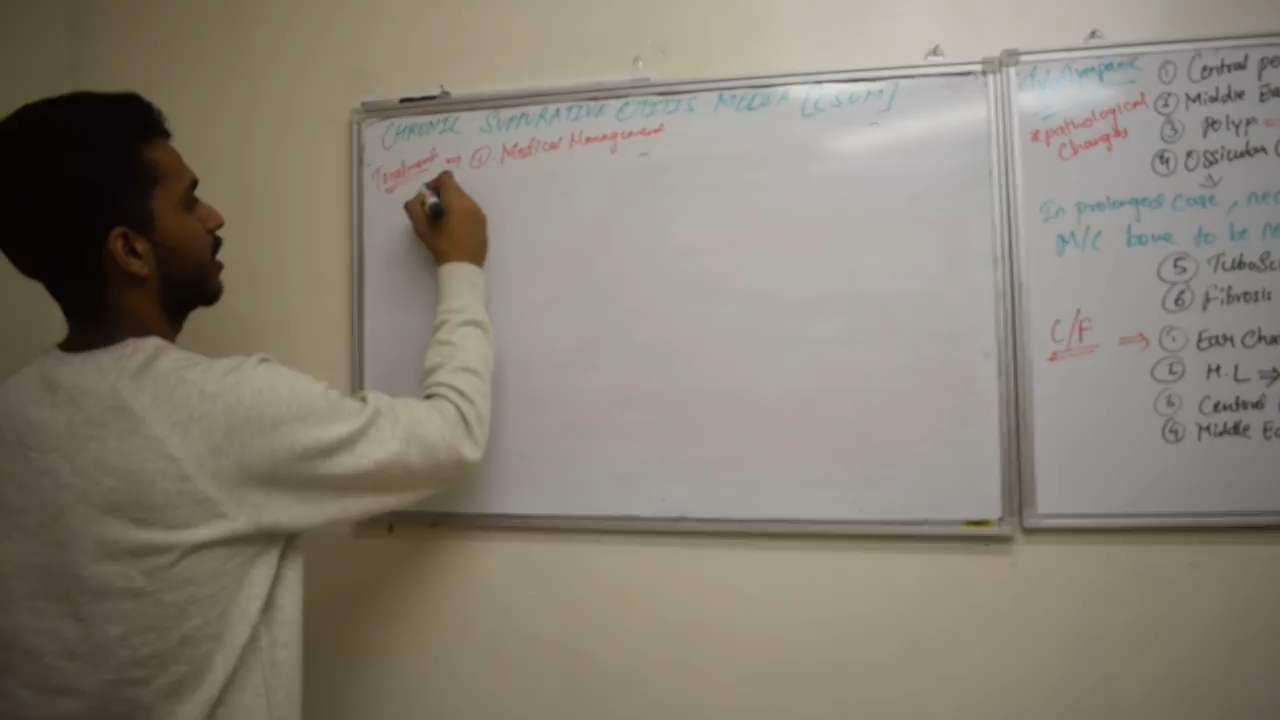 CHRONIC SUPPURATIVE OTITIS MEDIA [CSOM]
Treatment => ①. Medical Management
* pathological Changes
① Central pe
② Middle Ea
③ Polyp =
④ Ossicular C
In prolonged case, nec
M/C bone to be ne
⑤ TuboSc
⑥ Fibrosis
C/F => ① Ear Cha
② H.L =>
③ Central
④ Middle Ea